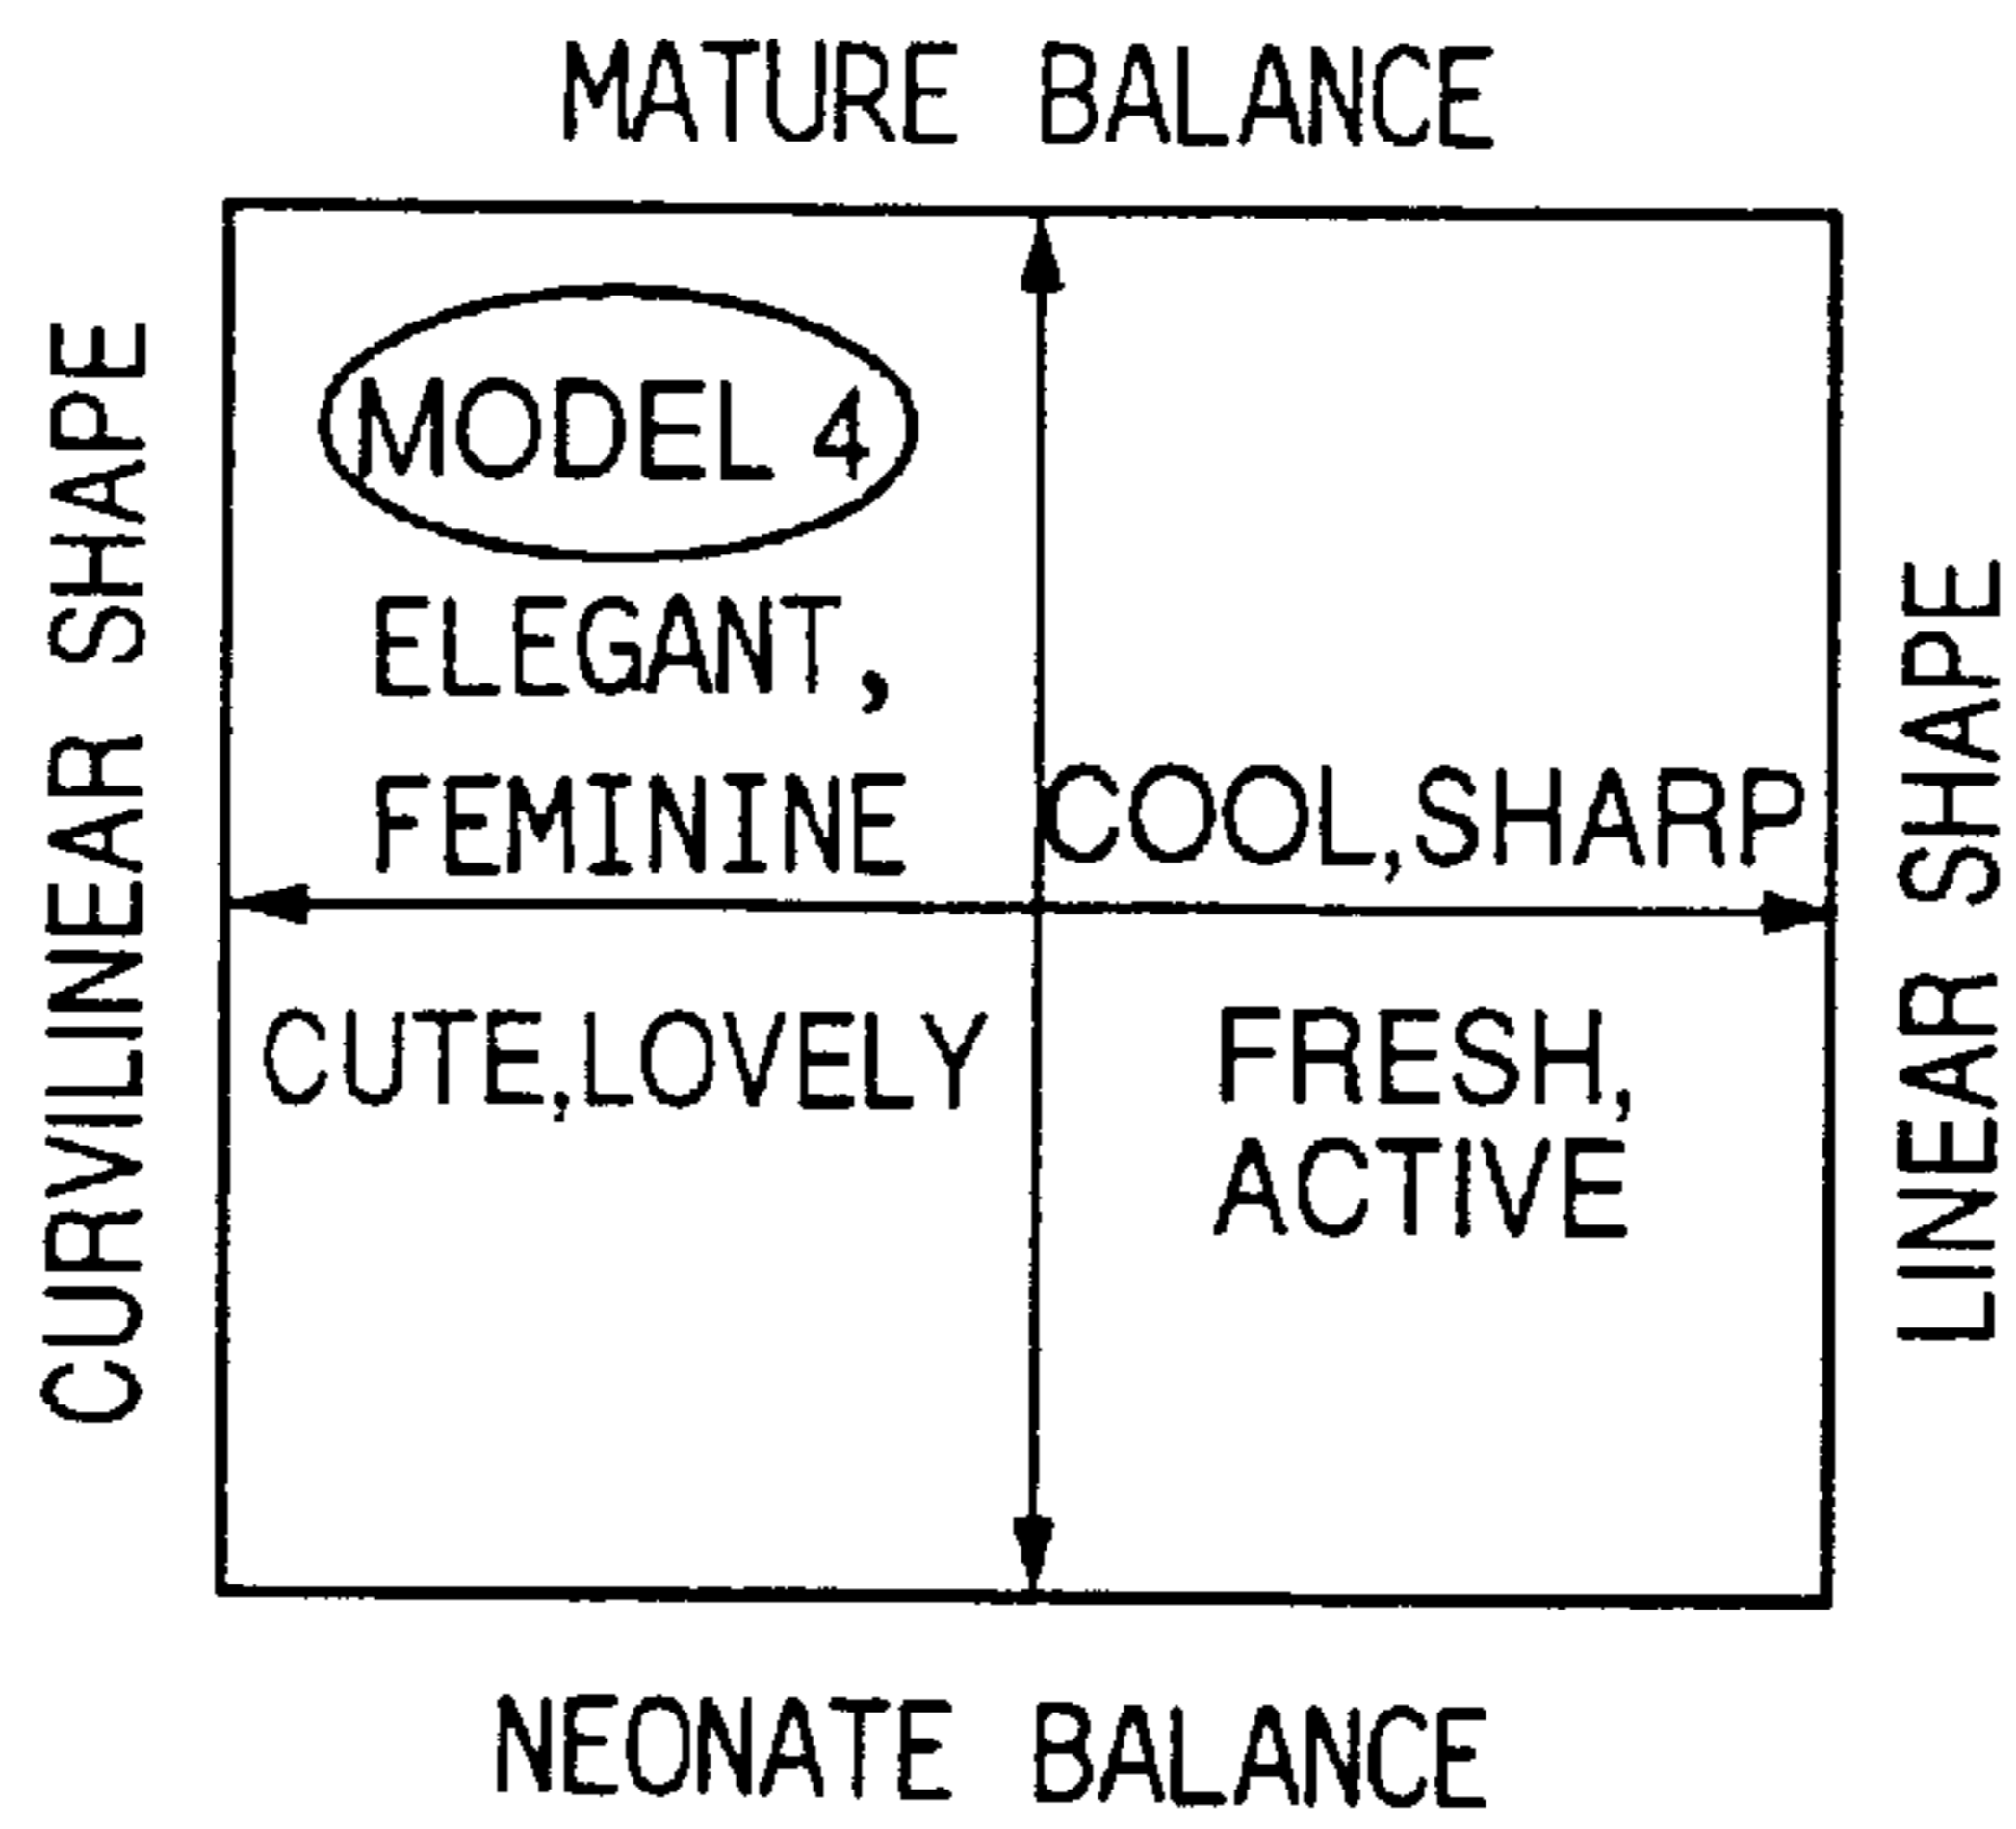 MATURE BALANCE
CURVILINEAR SHAPE
MODEL 4
ELEGANT,
FEMININE
COOL,SHARP
CUTE,LOVELY
FRESH,
ACTIVE
LINEAR SHAPE
NEONATE BALANCE